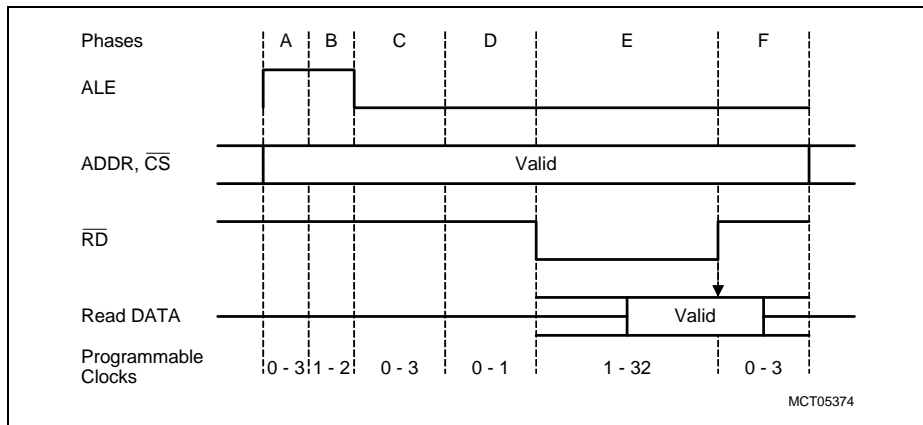 Phases A B C D E F
ALE
ADDR, CS Valid
RD
Read DATA Valid
Programmable
Clocks 0 - 3 1 - 2 0 - 3 0 - 1 1 - 32 0 - 3
MCT05374